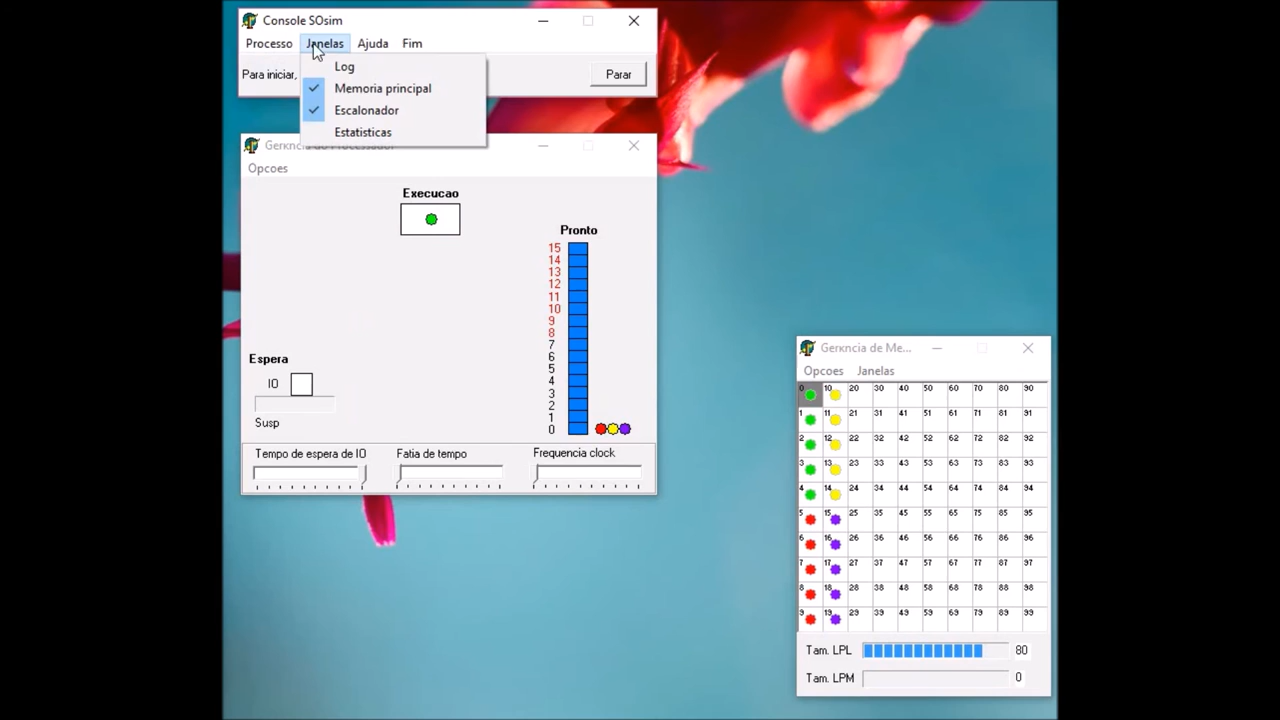 Console SOsim
Processo Janelas Ajuda Fim
Para iniciar,
Parar
Log
Memoria principal
Escalonador
Estatisticas
Opcoes
Execucao
Pronto
15
14
13
12
11
10
9
8
7
6
5
4
3
2
1
0
Espera
IO
Susp
Tempo de espera de IO Fatia de tempo Frequencia clock
Gerкncia de Me...
Opcoes Janelas
0 10 20 30 40 50 60 70 80 90
1 11 21 31 41 51 61 71 81 91
2 12 22 32 42 52 62 72 82 92
3 13 23 33 43 53 63 73 83 93
4 14 24 34 44 54 64 74 84 94
5 15 25 35 45 55 65 75 85 95
6 16 26 36 46 56 66 76 86 96
7 17 27 37 47 57 67 77 87 97
8 18 28 38 48 58 68 78 88 98
9 19 29 39 49 59 69 79 89 99
Tam. LPL 80
Tam. LPM 0